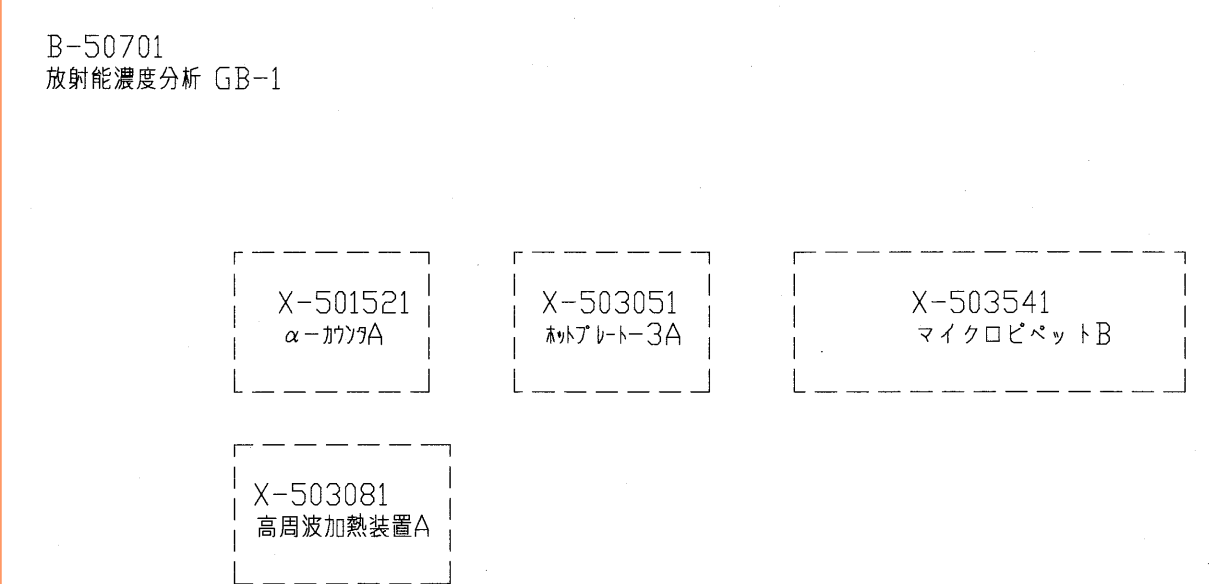 B-50701
放射能濃度分析 GB-1
X-501521
α-ｶｳﾝﾀA
X-503051
ﾎｯﾄﾌﾟﾚｰﾄ-3A
X-503541
マイクロピペットB
X-503081
高周波加熱装置A